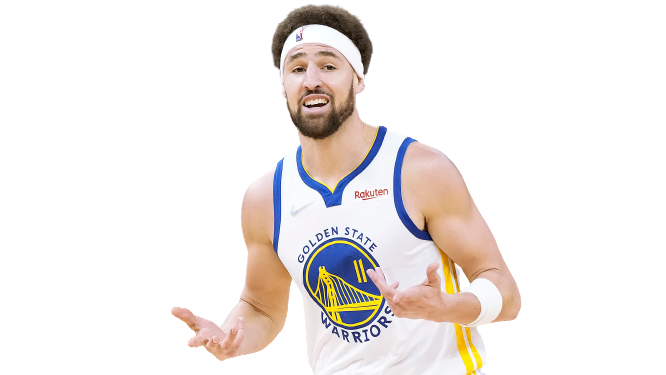 Rakuten
GOLDEN STATE
11
WARRIORS